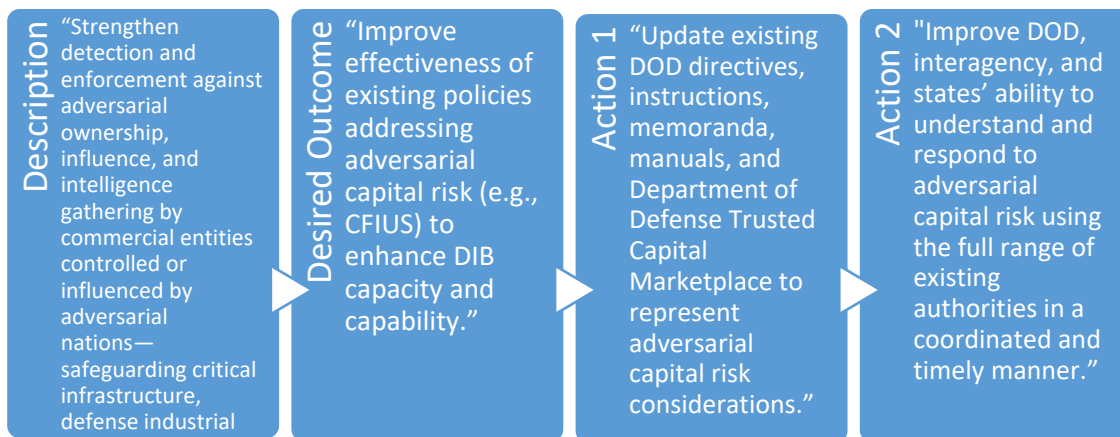 Description
“Strengthen
detection and
enforcement against
adversarial
ownership,
influence, and
intelligence
gathering by
commercial entities
controlled or
influenced by
adversarial
nations—
safeguarding critical
infrastructure,
defense industrial
Desired Outcome
“Improve
effectiveness of
existing policies
addressing
adversarial
capital risk (e.g.,
CFIUS) to
enhance DIB
capacity and
capability.”
Action 1
“Update existing
DOD directives,
instructions,
memoranda,
manuals, and
Department of
Defense Trusted
Capital
Marketplace to
represent
adversarial
capital risk
considerations.”
Action 2
"Improve DOD,
interagency, and
states’ ability to
understand and
respond to
adversarial
capital risk using
the full range of
existing
authorities in a
coordinated and
timely manner.”